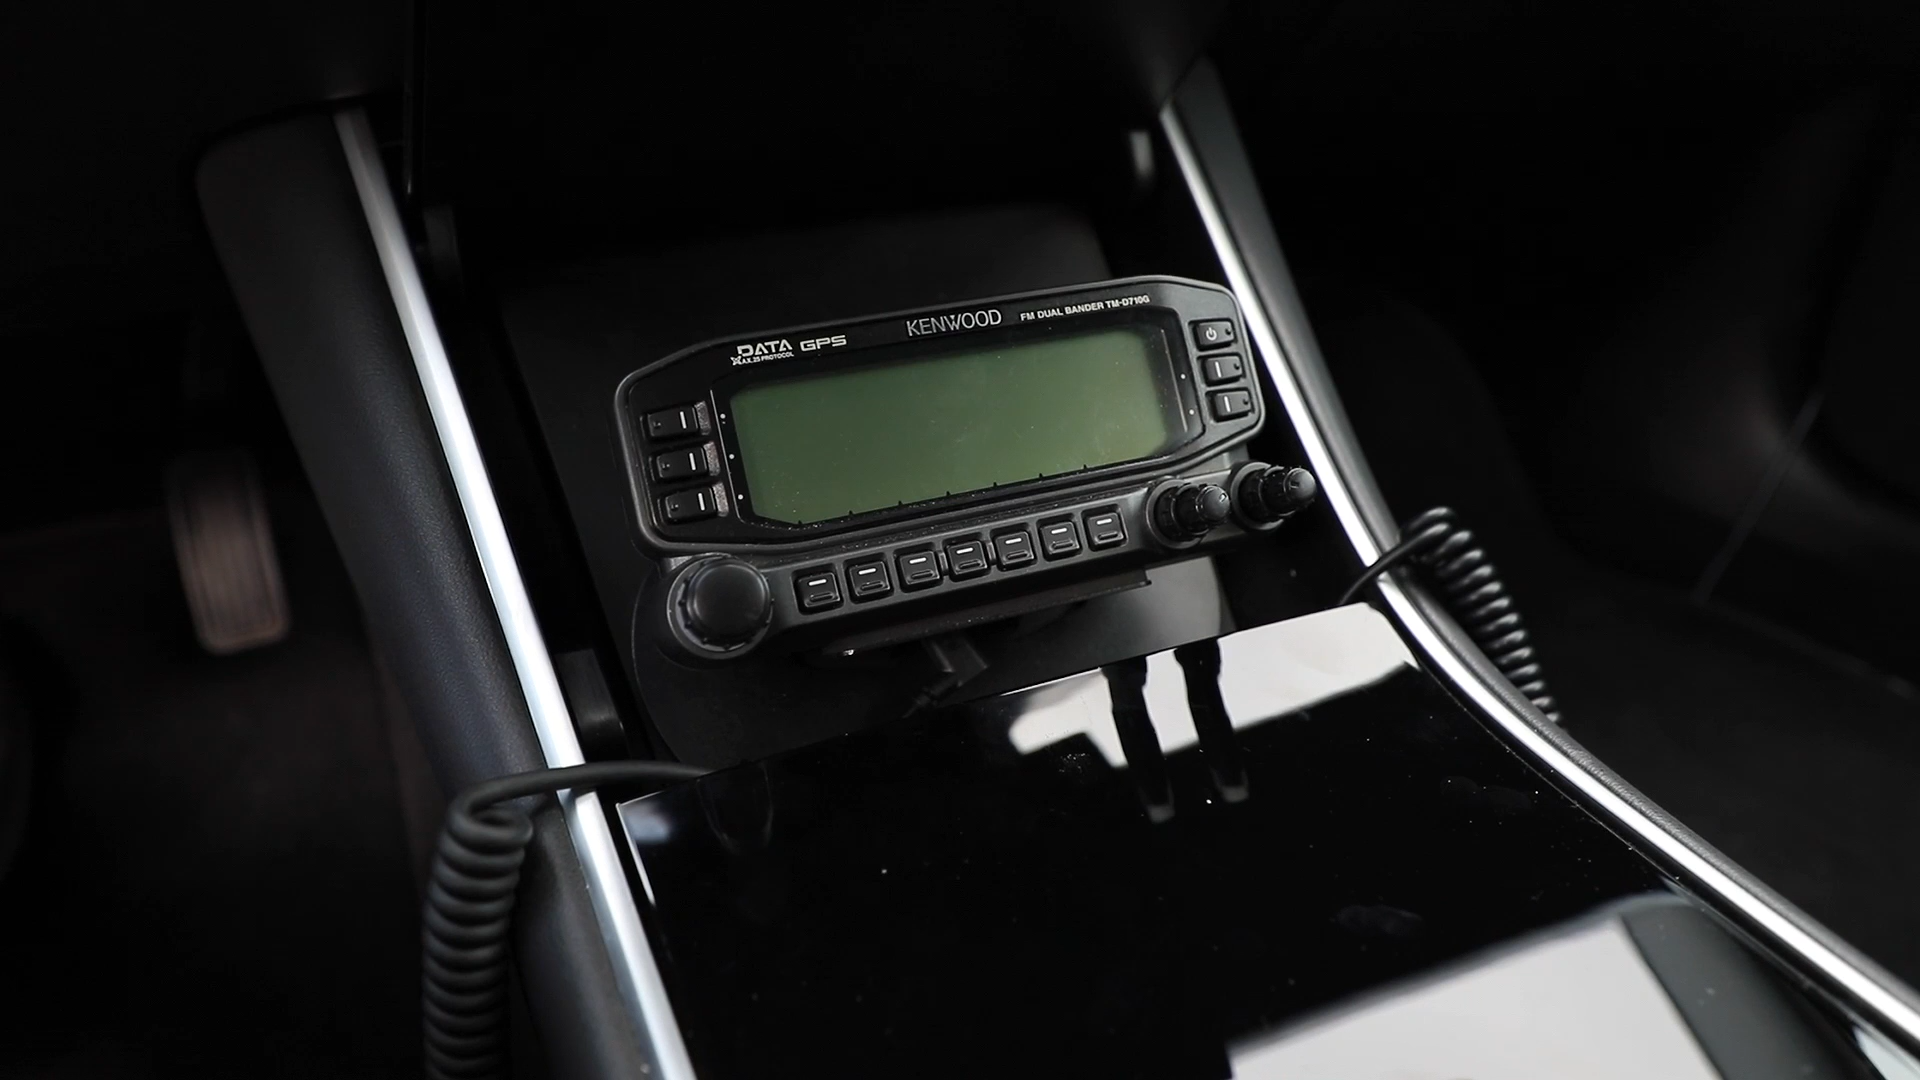 KENWOOD
FM DUAL BANDER TM-D710G
DATA GPS
AX.25 PROTOCOL